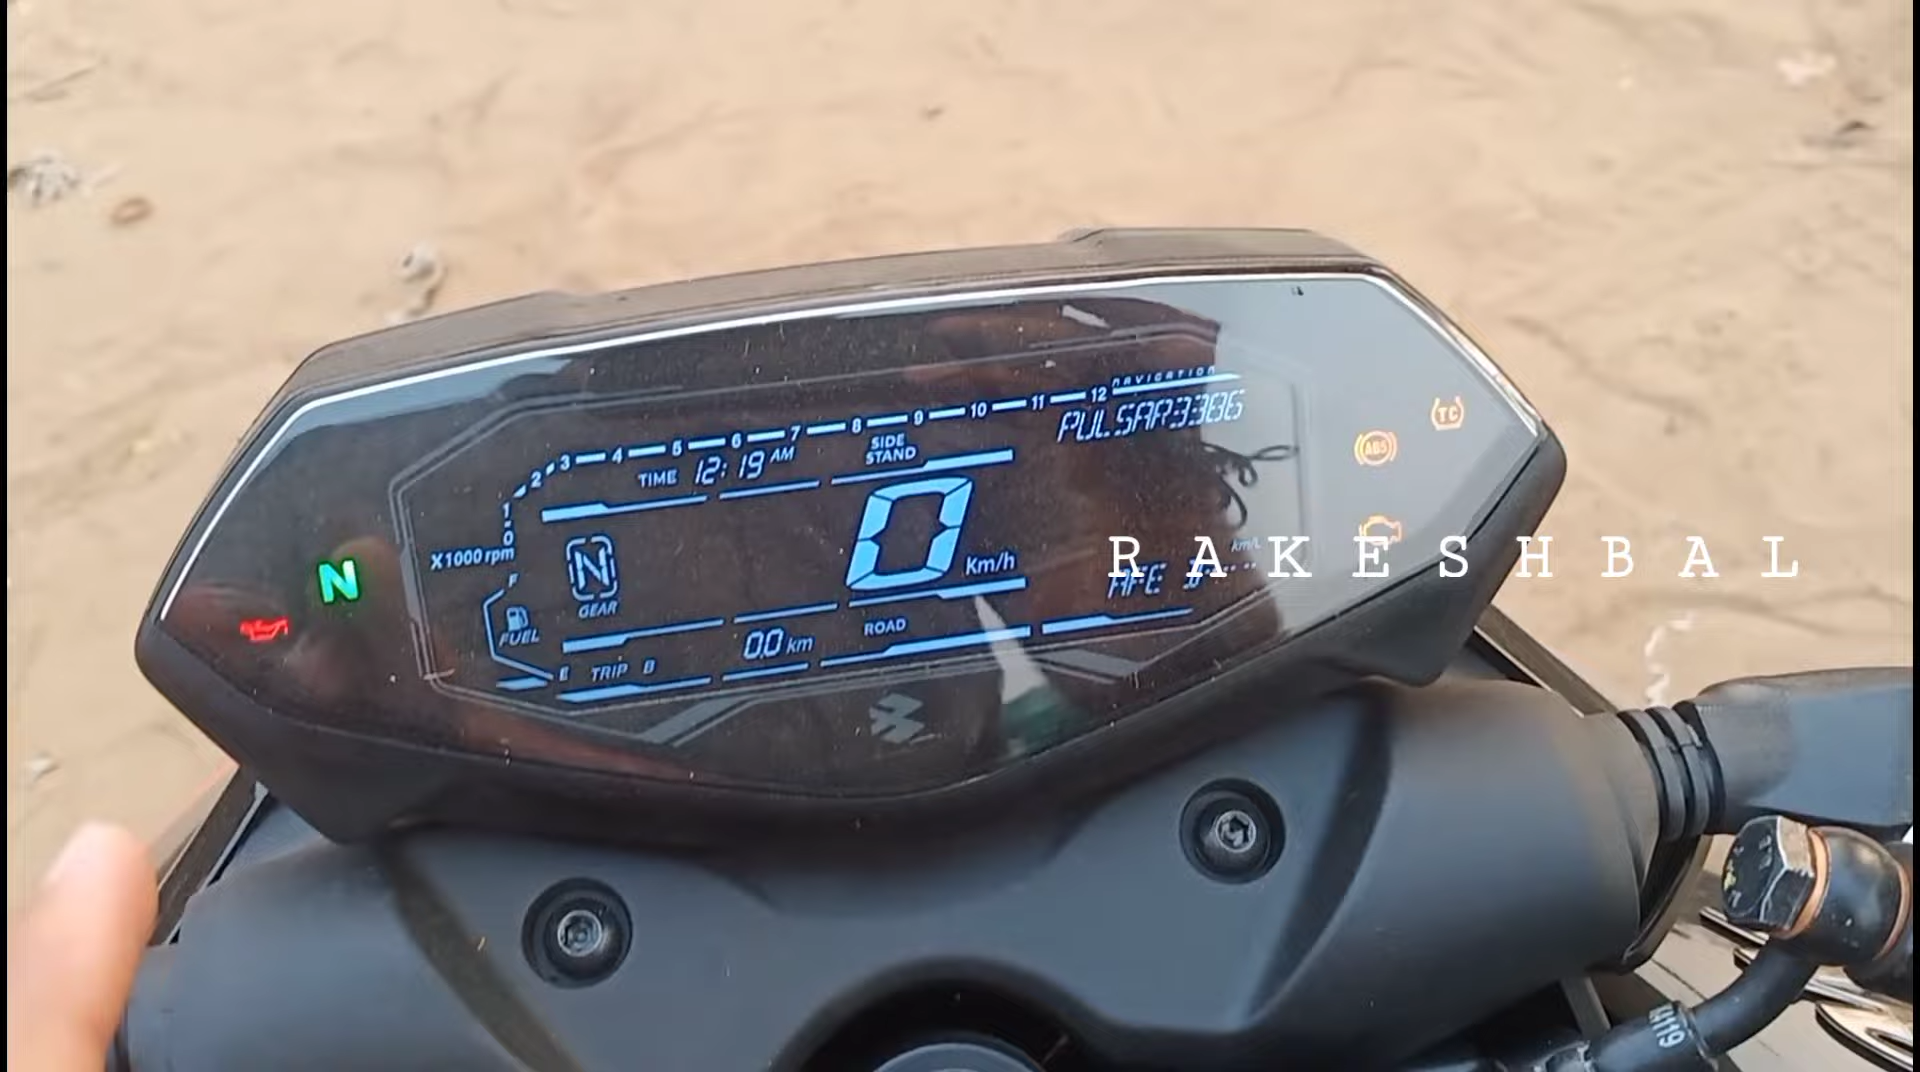 NAVIGATION
1 2 3 4 5 6 7 8 9 10 11 12
0
X1000 rpm
TIME 12:19 AM
SIDE
STAND
PULSAR3386
TC
ABS
N
N
GEAR
0 Km/h
km/L
AFE
RAKESHBAL
F
FUEL
E
TRIP B
0.0 km
ROAD